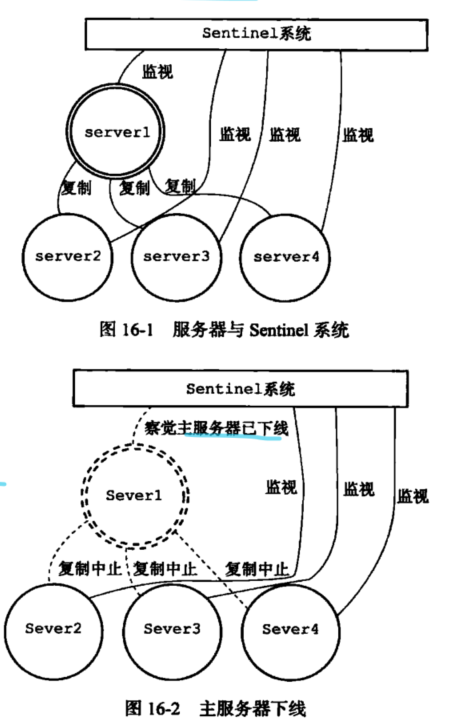 Sentinel系统
监视
server1
监视
监视
监视
复制
复制
复制
server2
server3
server4
图 16-1 服务器与 Sentinel 系统
Sentinel系统
察觉主服务器已下线
Sever1
监视
监视
监视
复制中止
复制中止
复制中止
Sever2
Sever3
Sever4
图 16-2 主服务器下线